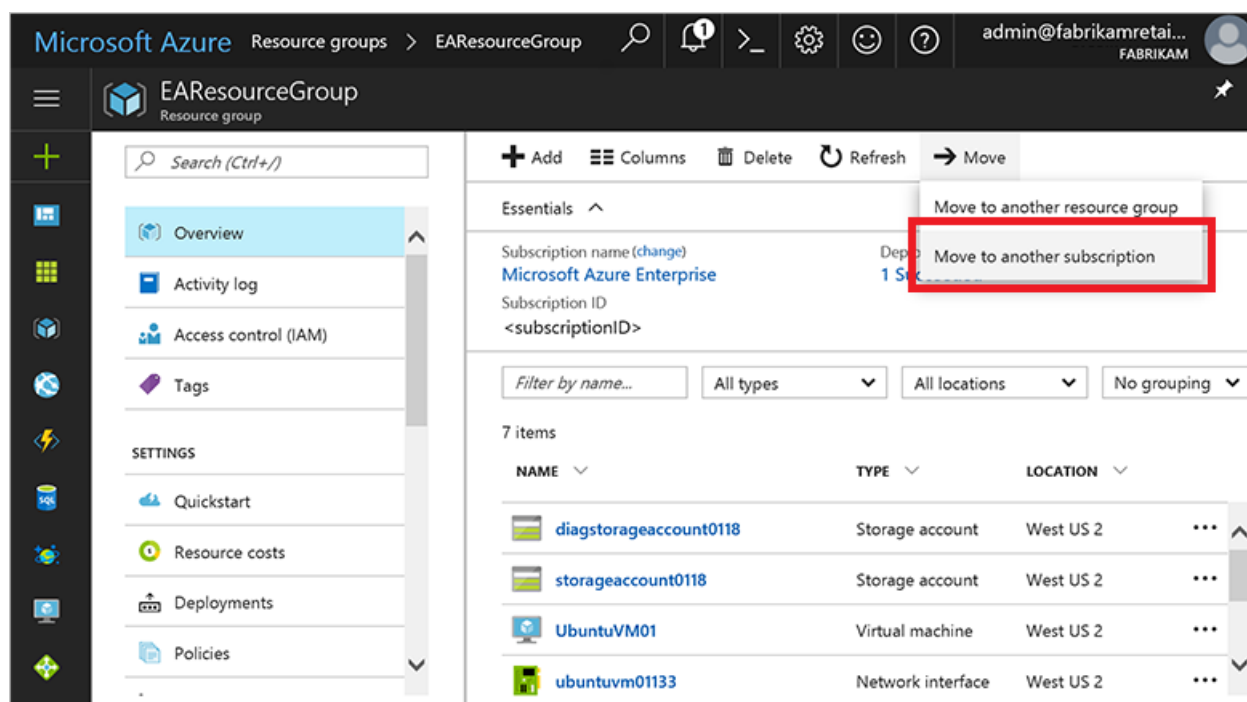 Microsoft Azure Resource groups > EAResourceGroup 1 >_ ? admin@fabrikamretai...
FABRIKAM
EAResourceGroup
Resource group
Search (Ctrl+/)
Overview
Activity log
Access control (IAM)
Tags
SETTINGS
Quickstart
Resource costs
Deployments
Policies
SQL
Add Columns Delete Refresh Move
Move to another resource group
Move to another subscription
Essentials
Subscription name (change)
Microsoft Azure Enterprise
Subscription ID
<subscriptionID>
1
Filter by name... All types All locations No grouping
7 items
NAME TYPE LOCATION
diagstorageaccount0118 Storage account West US 2 ...
storageaccount0118 Storage account West US 2 ...
UbuntuVM01 Virtual machine West US 2 ...
ubuntuvm01133 Network interface West US 2 ...